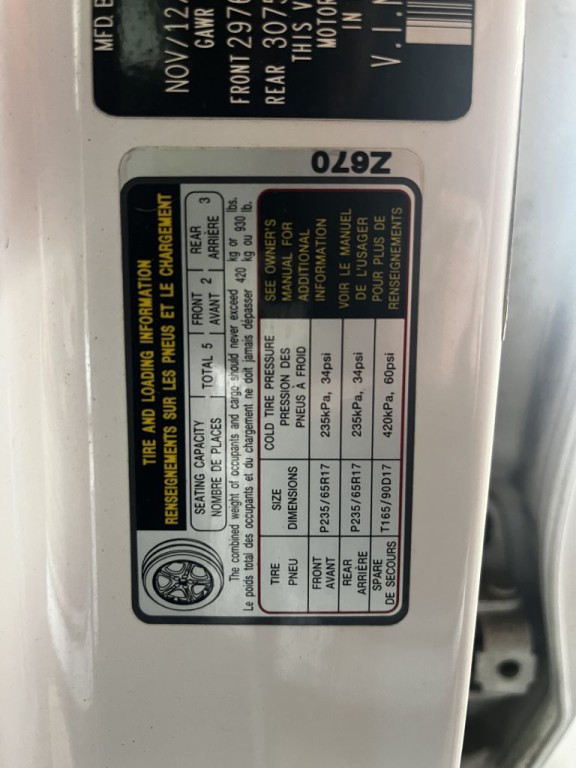 MFD. B
NOV/12
GAWR
FRONT 297
REAR 3075
THIS V
MOTOR
IN
V.I.N
TIRE AND LOADING INFORMATION
RENSEIGNEMENTS SUR LES PNEUS ET LE CHARGEMENT
SEATING CAPACITY
NOMBRE DE PLACES
TOTAL 5
FRONT
AVANT 2
REAR
ARRIÈRE 3
The combined weight of occupants and cargo should never exceed 420 kg or 930 lbs.
Le poids total des occupants et du chargement ne doit jamais dépasser 420 kg ou 930 lb.
TIRE
PNEU
SIZE
DIMENSIONS
COLD TIRE PRESSURE
PRESSION DES
PNEUS À FROID
FRONT
AVANT
P235/65R17
235kPa, 34psi
REAR
ARRIÈRE
P235/65R17
235kPa, 34psi
SPARE
DE SECOURS
T165/90D17
420kPa, 60psi
SEE OWNER'S
MANUAL FOR
ADDITIONAL
INFORMATION
VOIR LE MANUEL
DE L'USAGER
POUR PLUS DE
RENSEIGNEMENTS
Z670